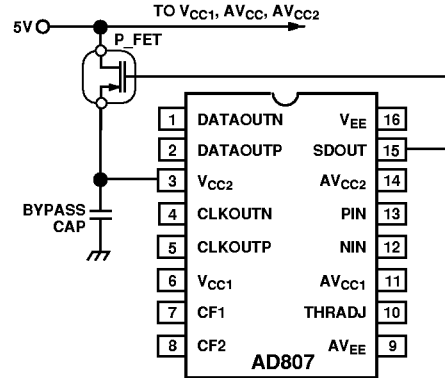 TO VCC1, AVCC, AVCC2
5V
P_FET
1 DATAOUTN VEE 16
2 DATAOUTP SDOUT 15
3 VCC2 AVCC2 14
BYPASS CAP
4 CLKOUTN PIN 13
5 CLKOUTP NIN 12
6 VCC1 AVCC1 11
7 CF1 THRADJ 10
8 CF2 AVEE 9
AD807